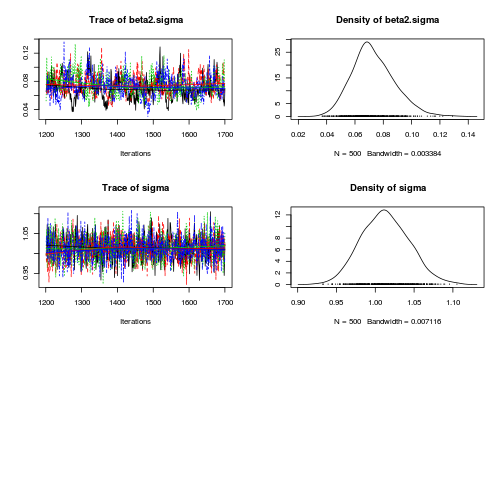 Trace of beta2.sigma
0.04 0.08 0.12
1200 1300 1400 1500 1600 1700
Iterations
Density of beta2.sigma
0 5 15 25
0.02 0.04 0.06 0.08 0.10 0.12 0.14
N = 500 Bandwidth = 0.003384
Trace of sigma
0.95 1.05
1200 1300 1400 1500 1600 1700
Iterations
Density of sigma
0 2 4 6 8 12
0.90 0.95 1.00 1.05 1.10
N = 500 Bandwidth = 0.007116